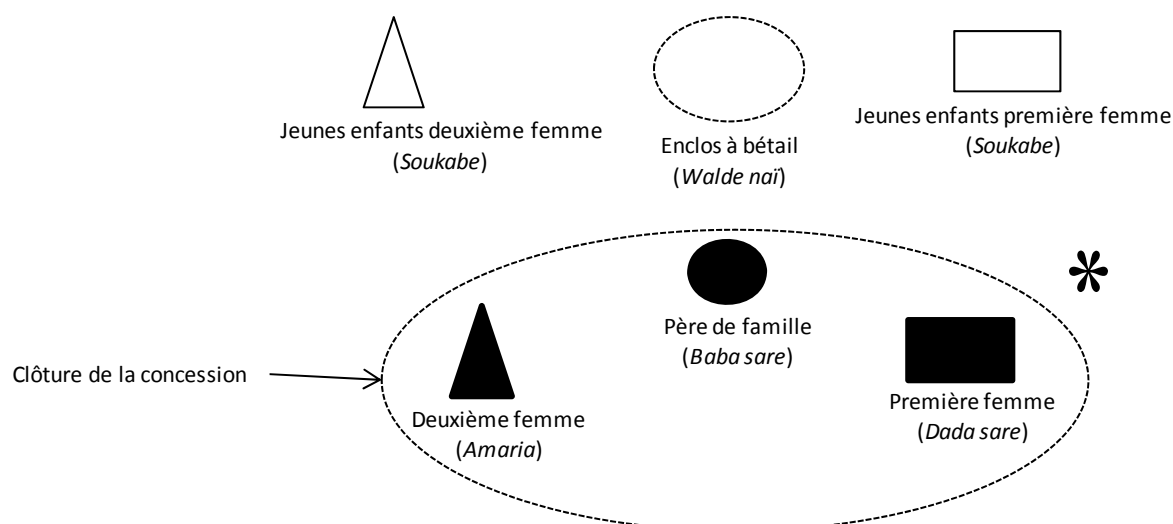 Jeunes enfants deuxième femme
(Soukabe)
Enclos à bétail
(Walde naï)
Jeunes enfants première femme
(Soukabe)
Père de famille
(Baba sare)
Clôture de la concession
Deuxième femme
(Amaria)
Première femme
(Dada sare)